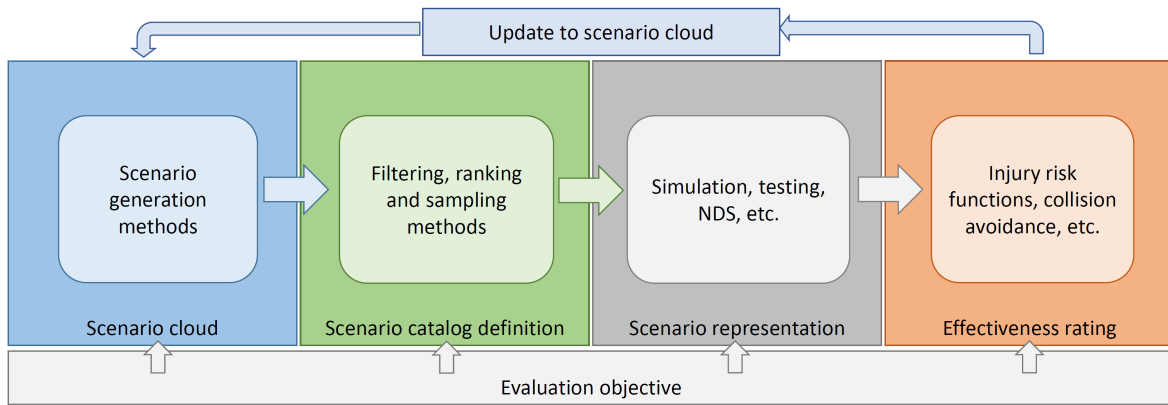 Update to scenario cloud
Scenario
generation
methods
Filtering, ranking
and sampling
methods
Simulation, testing,
NDS, etc.
Injury risk
functions, collision
avoidance, etc.
Scenario cloud
Scenario catalog definition
Scenario representation
Effectiveness rating
Evaluation objective